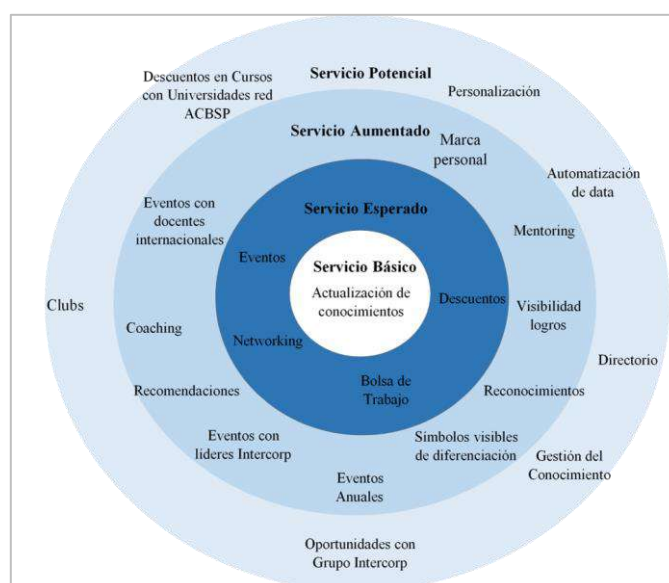 Descuentos en Cursos
con Universidades red
ACBSP
Servicio Potencial
Personalización
Servicio Aumentado
Marca
personal
Automatización
de data
Eventos con
docentes
internacionales
Servicio Esperado
Mentoring
Eventos
Servicio Básico
Actualización de
conocimientos
Descuentos
Visibilidad
logros
Clubs
Coaching
Networking
Directorio
Recomendaciones
Bolsa de
Trabajo
Reconocimientos
Eventos con
lideres Intercorp
Símbolos visibles
de diferenciación
Gestión del
Conocimiento
Eventos
Anuales
Oportunidades con
Grupo Intercorp